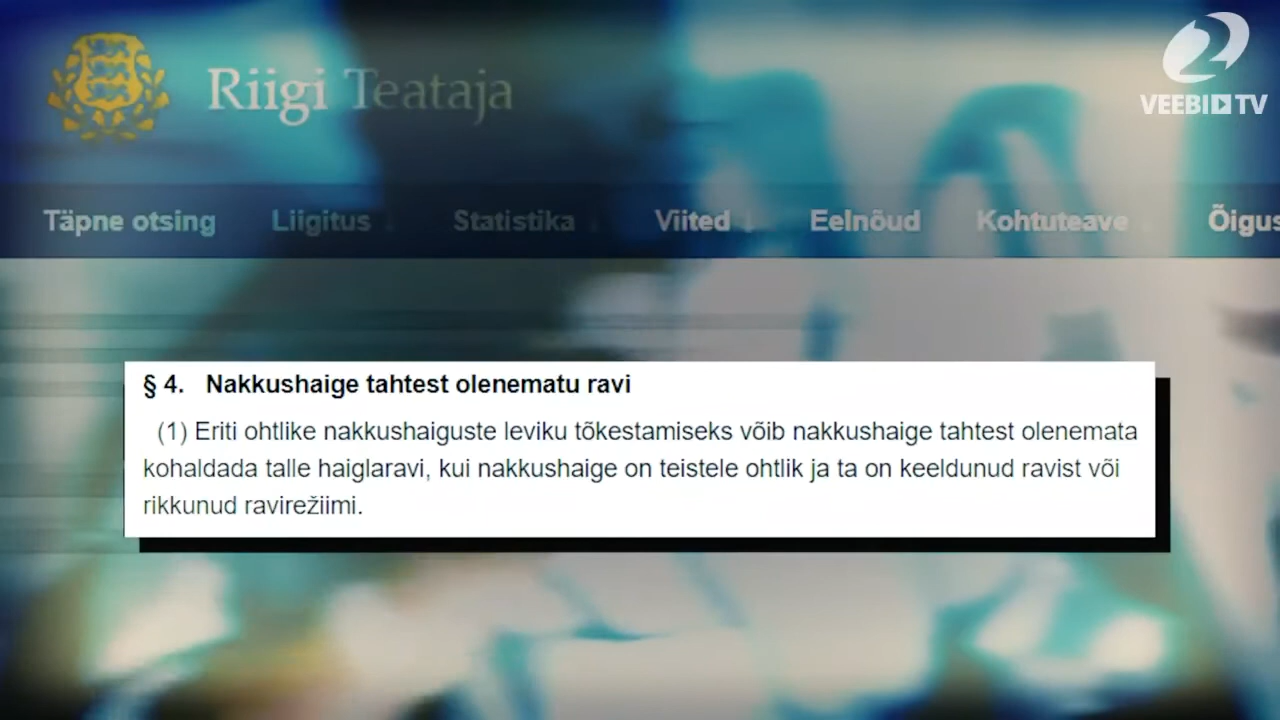 Riigi Teataja
2
VEEBI TV
Täpne otsing Liigitus Statistika Viited Eelnõud Kohtuteave Õigus
§ 4. Nakkushaige tahtest olenematu ravi
(1) Eriti ohtlike nakkushaiguste leviku tõkestamiseks võib nakkushaige tahtest olenemata
kohaldada talle haiglaravi, kui nakkushaige on teistele ohtlik ja ta on keeldunud ravist või
rikkunud ravirežiimi.